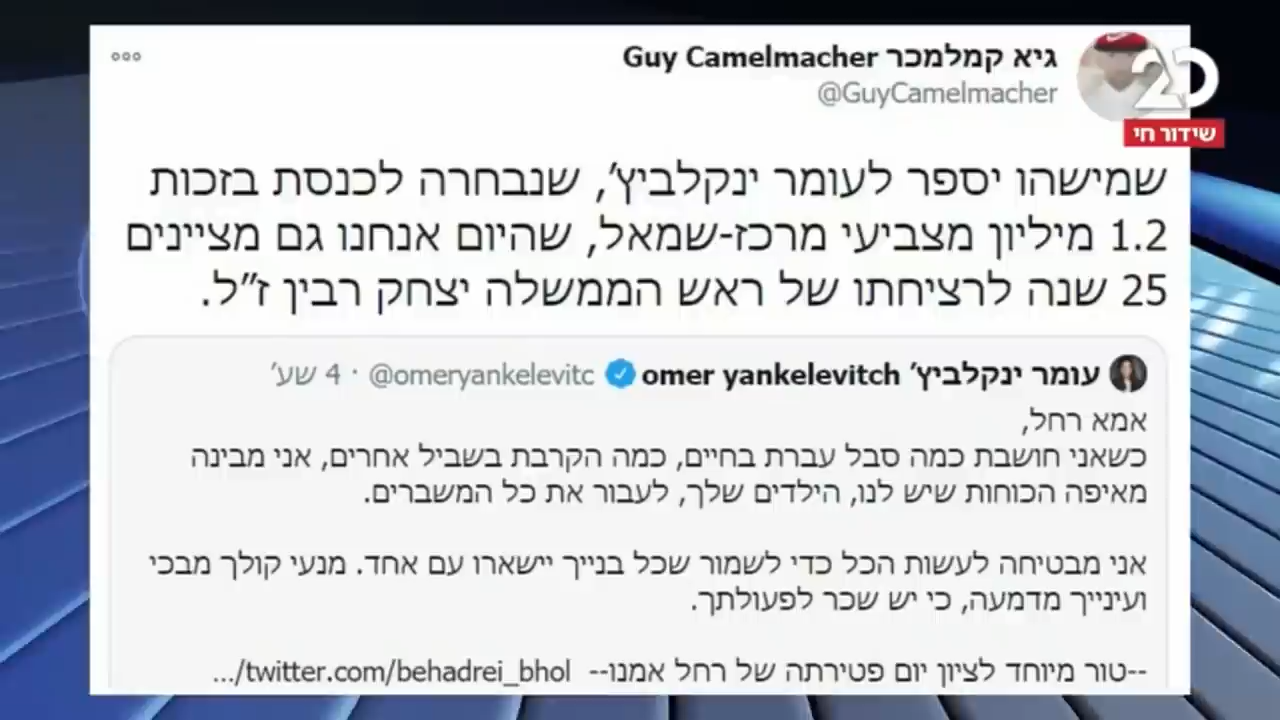 גיא קמלמכר Guy Camelmacher
@GuyCamelmacher
20
שידור חי
שמישהו יספר לעומר ינקלביץ', שנבחרה לכנסת בזכות
1.2 מיליון מצביעי מרכז-שמאל, שהיום אנחנו גם מציינים
25 שנה לרציחתו של ראש הממשלה יצחק רבין ז"ל.
עומר ינקלביץ' omer yankelevitch @omeryankelevitc · 4 שע'
אמא רחל,
כשאני חושבת כמה סבל עברת בחיים, כמה הקרבת בשביל אחרים, אני מבינה
מאיפה הכוחות שיש לנו, הילדים שלך, לעבור את כל המשברים.
אני מבטיחה לעשות הכל כדי לשמור שכל בנייך יישארו עם אחד. מנעי קולך מבכי
ועינייך מדמעה, כי יש שכר לפעולתך.
--טור מיוחד לציון יום פטירתה של רחל אמנו-- twitter.com/behadrei_bhol/…